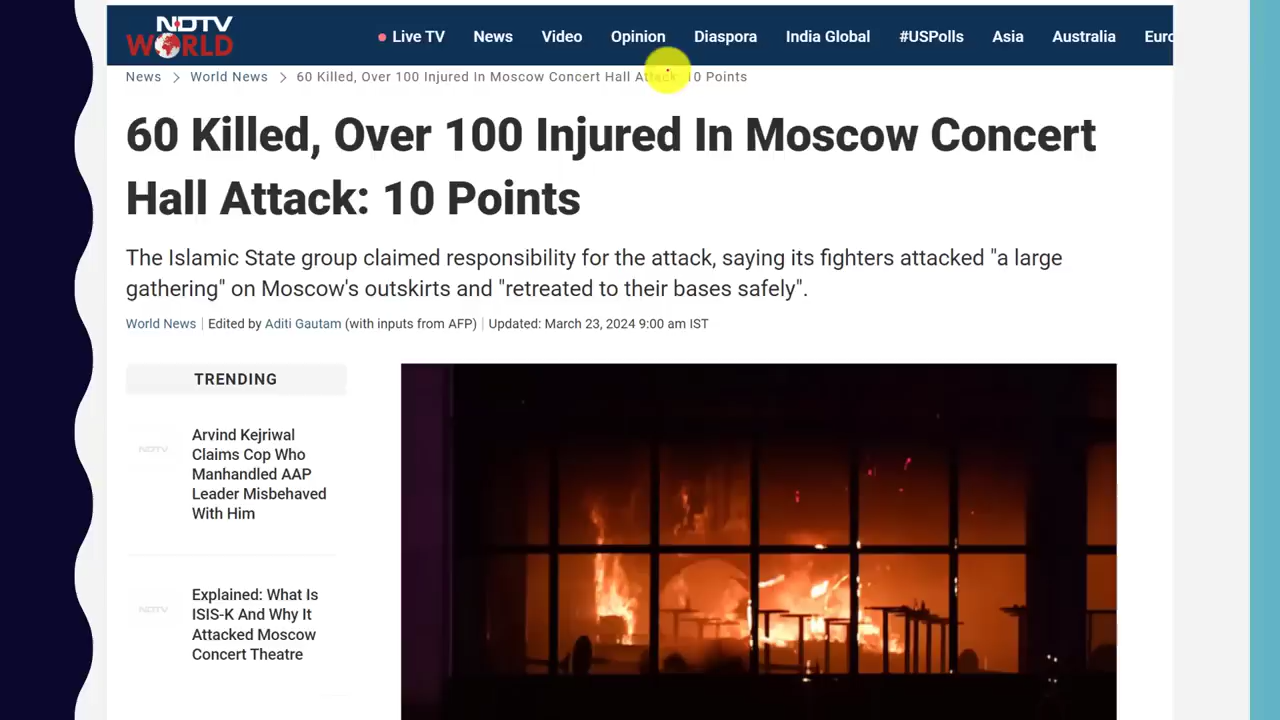 NDTV
WORLD
Live TV News Video Opinion Diaspora India Global #USPolls Asia Australia
News > World News > 60 Killed, Over 100 Injured In Moscow Concert Hall Attack: 10 Points
60 Killed, Over 100 Injured In Moscow Concert
Hall Attack: 10 Points
The Islamic State group claimed responsibility for the attack, saying its fighters attacked "a large
gathering" on Moscow's outskirts and "retreated to their bases safely".
World News | Edited by Aditi Gautam (with inputs from AFP) | Updated: March 23, 2024 9:00 am IST
TRENDING
NDTV
Arvind Kejriwal
Claims Cop Who
Manhandled AAP
Leader Misbehaved
With Him
NDTV
Explained: What Is
ISIS-K And Why It
Attacked Moscow
Concert Theatre